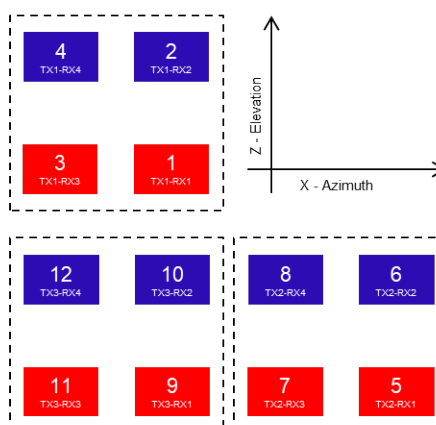 4
TX1-RX4
2
TX1-RX2
3
TX1-RX3
1
TX1-RX1
Z - Elevation
X - Azimuth
12
TX3-RX4
10
TX3-RX2
8
TX2-RX4
6
TX2-RX2
11
TX3-RX3
9
TX3-RX1
7
TX2-RX3
5
TX2-RX1